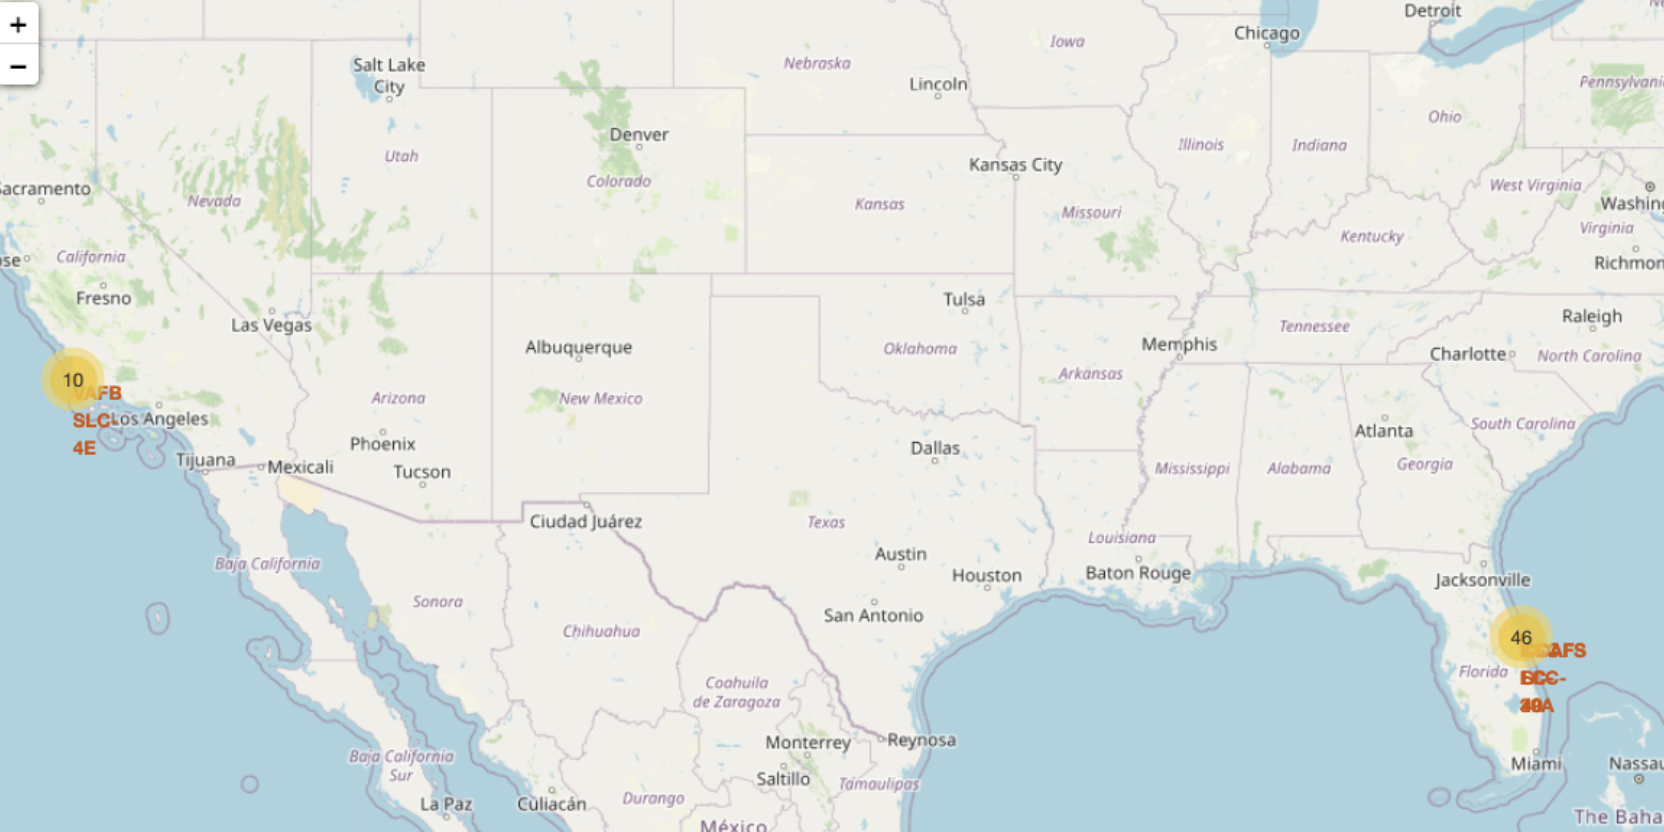 +
−
Detroit
Chicago
Iowa
Salt Lake
City
Nebraska
Lincoln
Pennsylvani
Ohio
Denver
Utah
Illinois
Indiana
Kansas City
Colorado
West Virginia
Sacramento
Nevada
Kansas
Missouri
Washing
Virginia
Kentucky
California
ose
Richmon
Fresno
Tulsa
Las Vegas
Raleigh
Tennessee
Albuquerque
Oklahoma
Memphis
Charlotte
North Carolina
10
Arkansas
VAFB
Arizona
New Mexico
SLC-
Los Angeles
South Carolina
Atlanta
4E
Phoenix
Dallas
Tijuana
Mexicali
Tucson
Mississippi
Alabama
Georgia
Ciudad Juárez
Texas
Louisiana
Austin
Baja California
Houston
Baton Rouge
Jacksonville
Sonora
San Antonio
Chihuahua
46
Florida
Coahuila
de Zaragoza
Monterrey
Reynosa
Baja California
Sur
Miami
Nassau
Saltillo
Tamaulipas
La Paz
Culiacán
Durango
The Baha
México